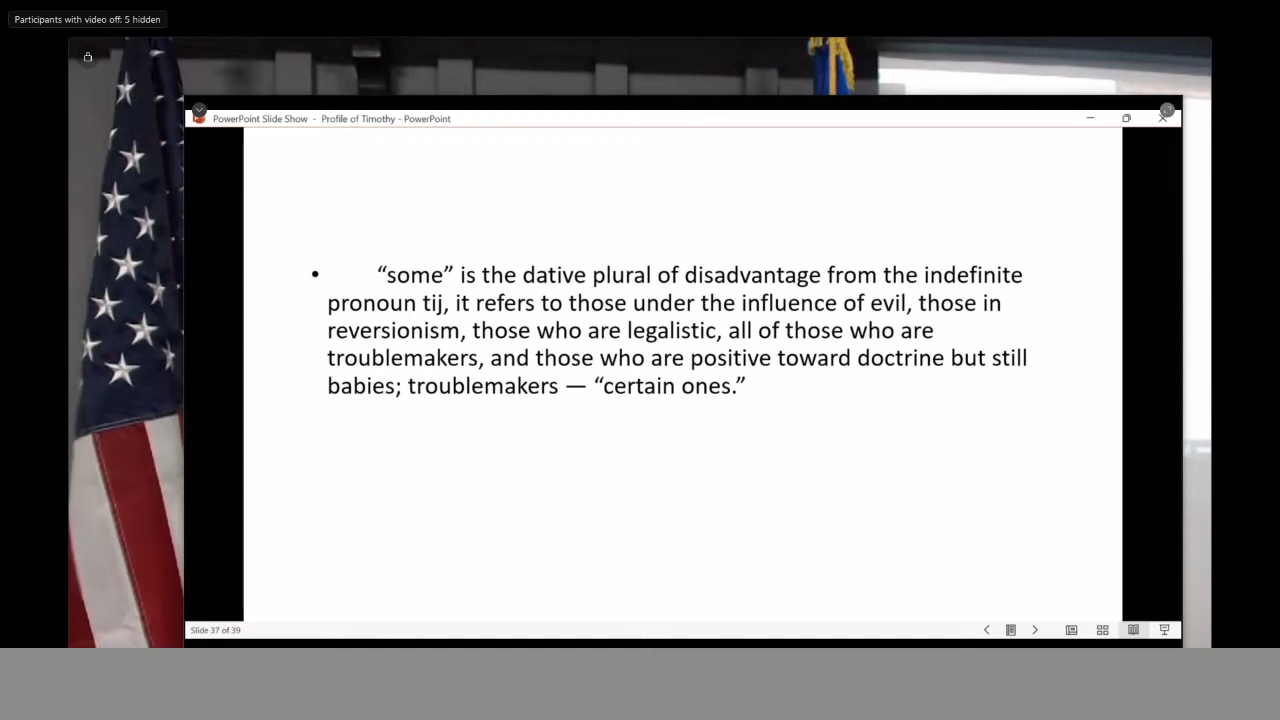 Participants with video off: 5 hidden
PowerPoint Slide Show - Profile of Timothy - PowerPoint
• “some” is the dative plural of disadvantage from the indefinite
pronoun tij, it refers to those under the influence of evil, those in
reversionism, those who are legalistic, all of those who are
troublemakers, and those who are positive toward doctrine but still
babies; troublemakers — “certain ones.”
Slide 37 of 39